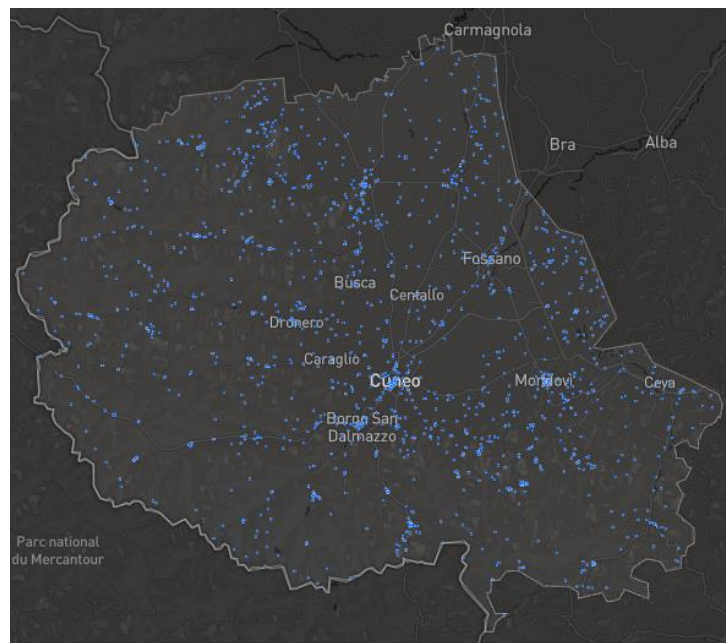 Carmagnola
Bra
Alba
Fossano
Busca
Centallo
Dronero
Caraglio
Cuneo
Mondovì
Ceva
Borgo San
Dalmazzo
Parc national
du Mercantour